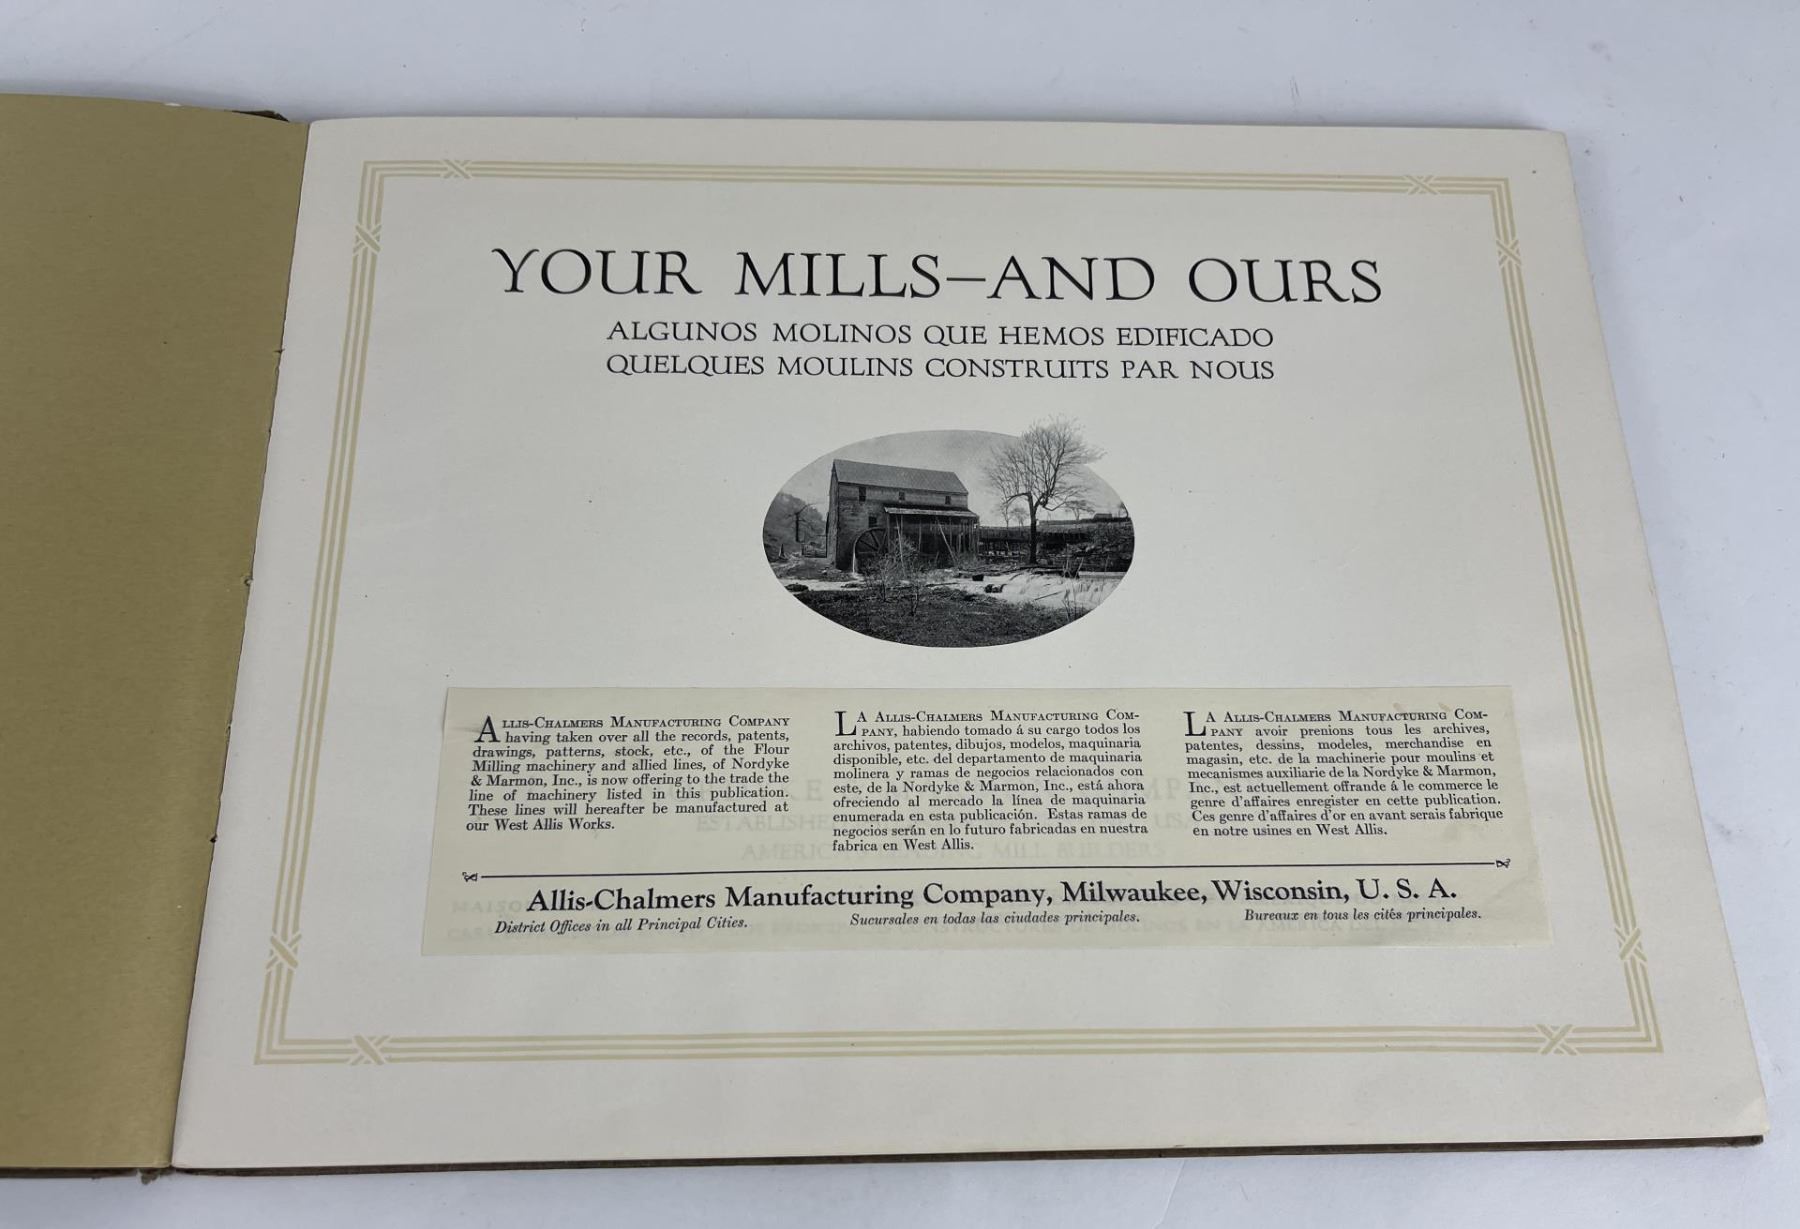 YOUR MILLS—AND OURS
ALGUNOS MOLINOS QUE HEMOS EDIFICADO
QUELQUES MOULINS CONSTRUITS PAR NOUS
ALLIS-CHALMERS MANUFACTURING COMPANY
having taken over all the records, patents,
drawings, patterns, stock, etc., of the Flour
Milling machinery and allied lines, of Nordyke
& Marmon, Inc., is now offering to the trade the
line of machinery listed in this publication.
These lines will hereafter be manufactured at
our West Allis Works.
LA ALLIS-CHALMERS MANUFACTURING COM-
PANY, habiendo tomado á su cargo todos los
archivos, patentes, dibujos, modelos, maquinaria
disponible, etc. del departamento de maquinaria
molinera y ramas de negocios relacionados con
este, de la Nordyke & Marmon, Inc., está ahora
ofreciendo al mercado la línea de maquinaria
enumerada en esta publicación. Estas ramas de
negocios serán en lo futuro fabricadas en nuestra
fabrica en West Allis.
LA ALLIS-CHALMERS MANUFACTURING COM-
PANY avoir prenions tous les archives,
patentes, dessins, modeles, merchandise en
magasin, etc. de la machinerie pour moulins et
mecanismes auxiliarie de la Nordyke & Marmon,
Inc., est actuellement offrande á le commerce le
genre d'affaires enregister en cette publication.
Ces genre d'affaires d'or en avant serais fabrique
en notre usines en West Allis.
Allis-Chalmers Manufacturing Company, Milwaukee, Wisconsin, U. S. A.
District Offices in all Principal Cities. Sucursales en todas las ciudades principales. Bureaux en tous les cités principales.